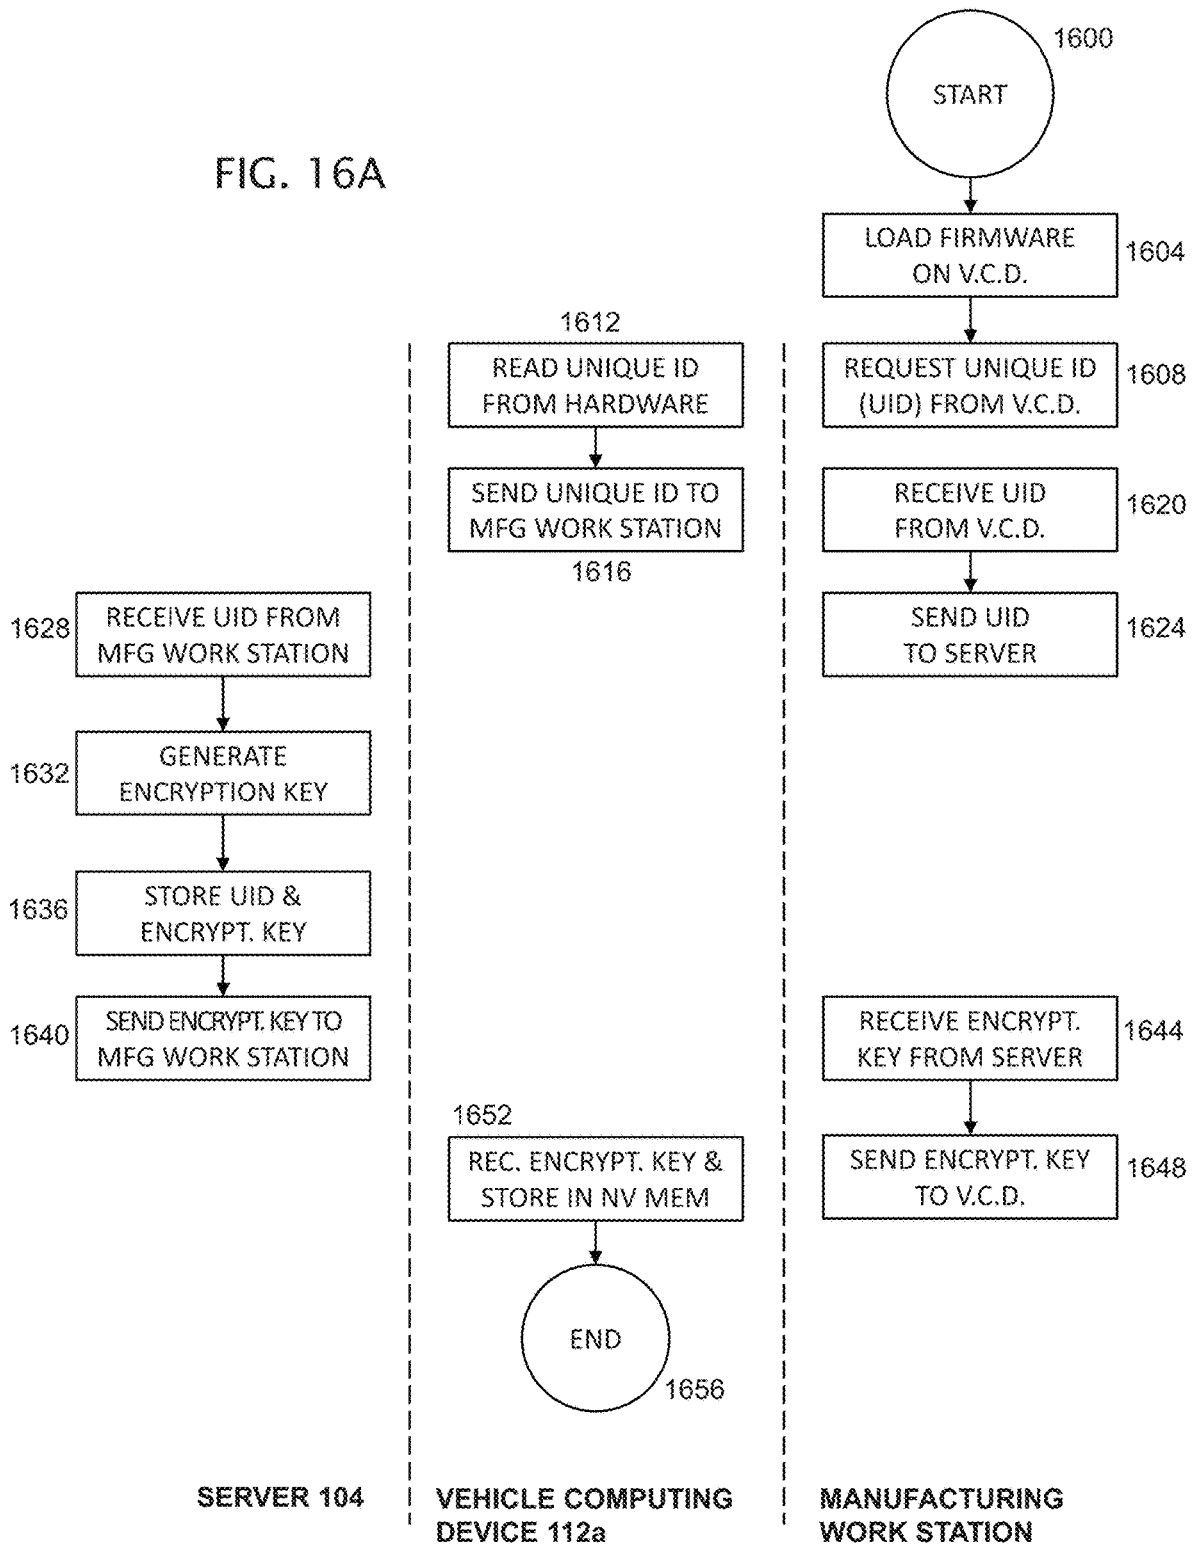 1600
START
FIG. 16A
LOAD FIRMWARE
ON V.C.D.
1604
1612
READ UNIQUE ID
FROM HARDWARE
REQUEST UNIQUE ID
(UID) FROM V.C.D.
1608
SEND UNIQUE ID TO
MFG WORK STATION
1616
RECEIVE UID
FROM V.C.D.
1620
1628
RECEIVE UID FROM
MFG WORK STATION
SEND UID
TO SERVER
1624
1632
GENERATE
ENCRYPTION KEY
1636
STORE UID &
ENCRYPT. KEY
1640
SEND ENCRYPT. KEY TO
MFG WORK STATION
RECEIVE ENCRYPT.
KEY FROM SERVER
1644
1652
REC. ENCRYPT. KEY &
STORE IN NV MEM
SEND ENCRYPT. KEY
TO V.C.D.
1648
END
1656
SERVER 104
VEHICLE COMPUTING
DEVICE 112a
MANUFACTURING
WORK STATION